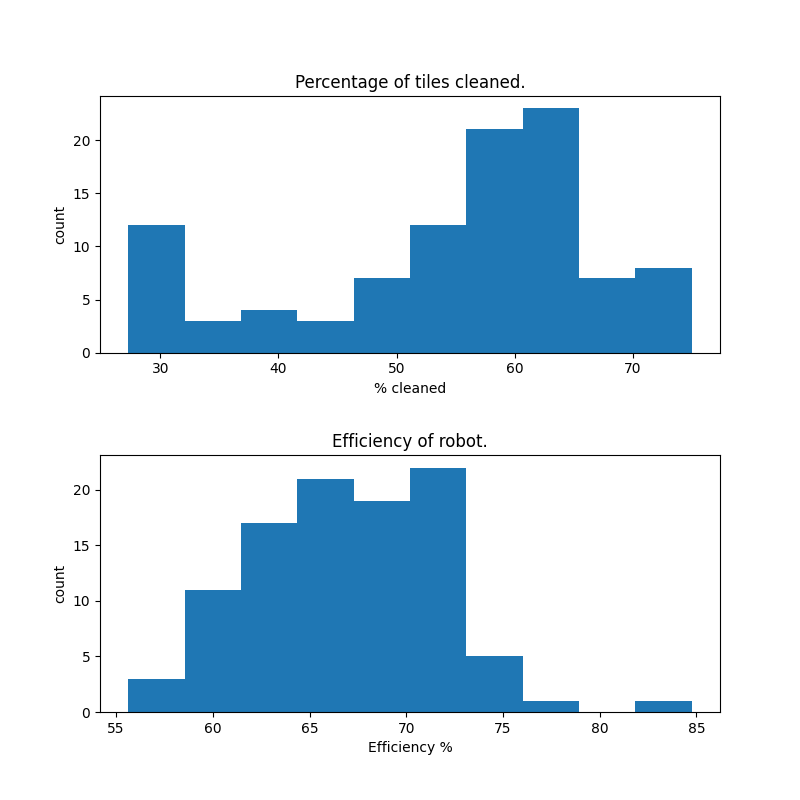 Percentage of tiles cleaned.
20
15
10
5
0
count
30 40 50 60 70
% cleaned
Efficiency of robot.
20
15
10
5
0
count
55 60 65 70 75 80 85
Efficiency %